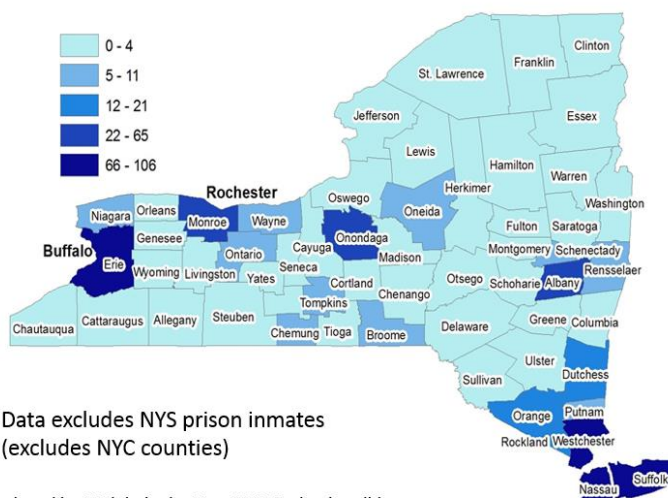 0 - 4
5 - 11
12 - 21
22 - 65
66 - 106
Clinton
Franklin
St. Lawrence
Jefferson
Essex
Lewis
Hamilton
Warren
Herkimer
Washington
Rochester
Oswego
Oneida
Niagara
Orleans
Monroe
Wayne
Fulton
Saratoga
Genesee
Onondaga
Montgomery
Schenectady
Buffalo
Ontario
Cayuga
Madison
Rensselaer
Erie
Wyoming
Livingston
Seneca
Yates
Cortland
Otsego
Schoharie
Albany
Chenango
Tompkins
Greene
Columbia
Chautauqua
Cattaraugus
Allegany
Steuben
Chemung
Tioga
Broome
Delaware
Ulster
Dutchess
Sullivan
Data excludes NYS prison inmates
(excludes NYC counties)
Orange
Putnam
Rockland
Westchester
Nassau
Suffolk